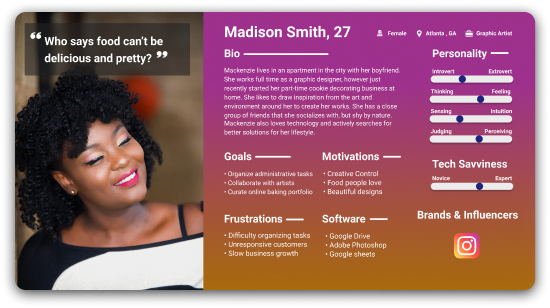 “ Who says food can’t be
delicious and pretty? ”
Madison Smith, 27
Female
Atlanta , GA
Graphic Artist
Bio
Mackenzie lives in an apartment in the city with her boyfriend.
She works full time as a graphic designer, however just
recently started her part-time cookie decorating business at
home. She likes to draw inspiration from the art and
environment around her to create her works. She has a close
group of friends that she socializes with, but shy by nature.
Mackenzie also loves technology and actively searches for
better solutions for her lifestyle.
Goals
• Organize administrative tasks
• Collaborate with artists
• Curate online baking portfolio
Motivations
• Creative Control
• Food people love
• Beautiful designs
Frustrations
• Difficulty organizing tasks
• Unresponsive customers
• Slow business growth
Software
• Google Drive
• Adobe Photoshop
• Google sheets
Personality
Introvert Extrovert
Thinking Feeling
Sensing Intuition
Judging Perceiving
Tech Savviness
Novice Expert
Brands & Influencers